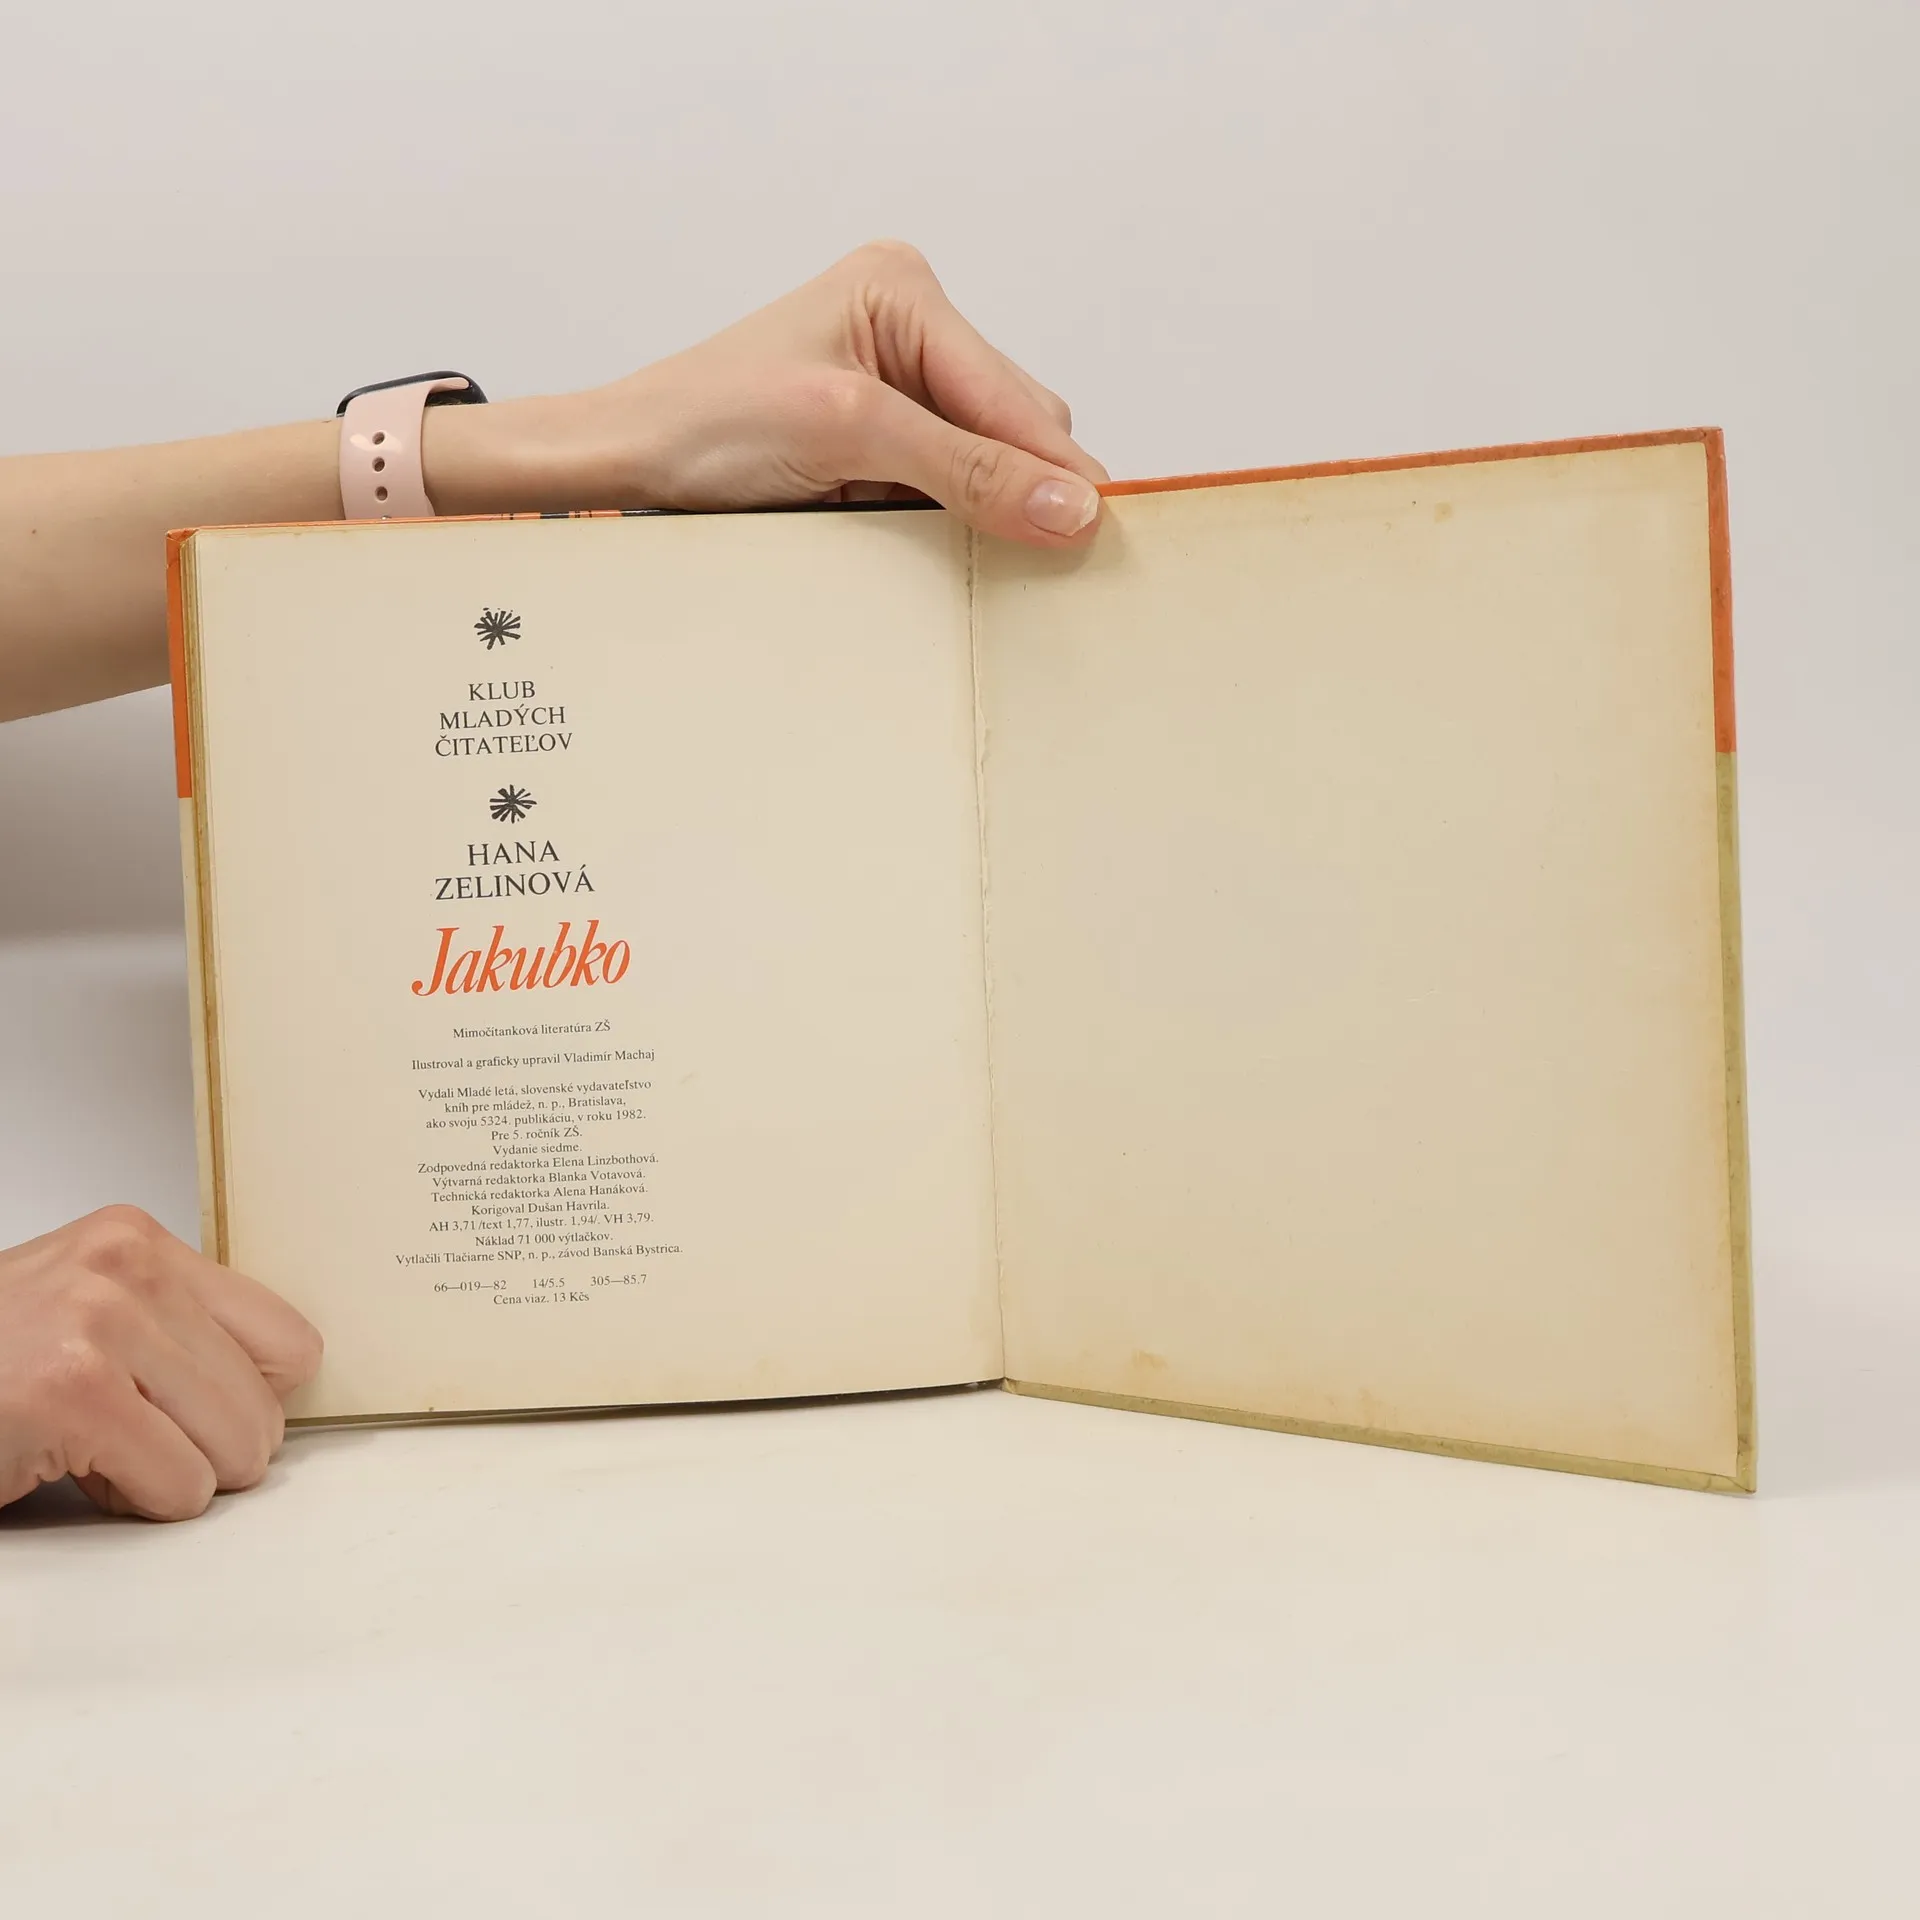 KLUB
MLADÝCH
ČITATEĽOV
HANA
ZELINOVÁ
Jakubko
Mimočítanková literatúra ZŠ
Ilustroval a graficky upravil Vladimír Machaj
Vydali Mladé letá, slovenské vydavateľstvo
kníh pre mládež, n. p., Bratislava,
ako svoju 5324. publikáciu, v roku 1982.
Pre 5. ročník ZŠ.
Vydanie siedme.
Zodpovedná redaktorka Elena Linzbothová.
Výtvarná redaktorka Blanka Votavová.
Technická redaktorka Alena Hanáková.
Korigoval Dušan Havrila.
AH 3,71 /text 1,77, ilustr. 1,94/. VH 3,79.
Náklad 71 000 výtlačkov.
Vytlačili Tlačiarne SNP, n. p., závod Banská Bystrica.
66—019—82 14/5.5 305—85.7
Cena viaz. 13 Kčs